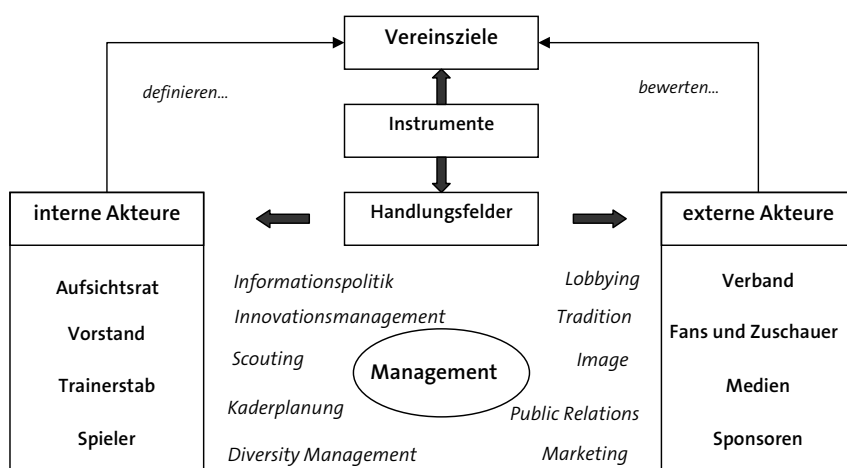 Vereinsziele
definieren...
bewerten...
Instrumente
interne Akteure
Handlungsfelder
externe Akteure
Aufsichtsrat
Vorstand
Trainerstab
Spieler
Informationspolitik
Innovationsmanagement
Scouting
Kaderplanung
Diversity Management
Management
Lobbying
Tradition
Image
Public Relations
Marketing
Verband
Fans und Zuschauer
Medien
Sponsoren